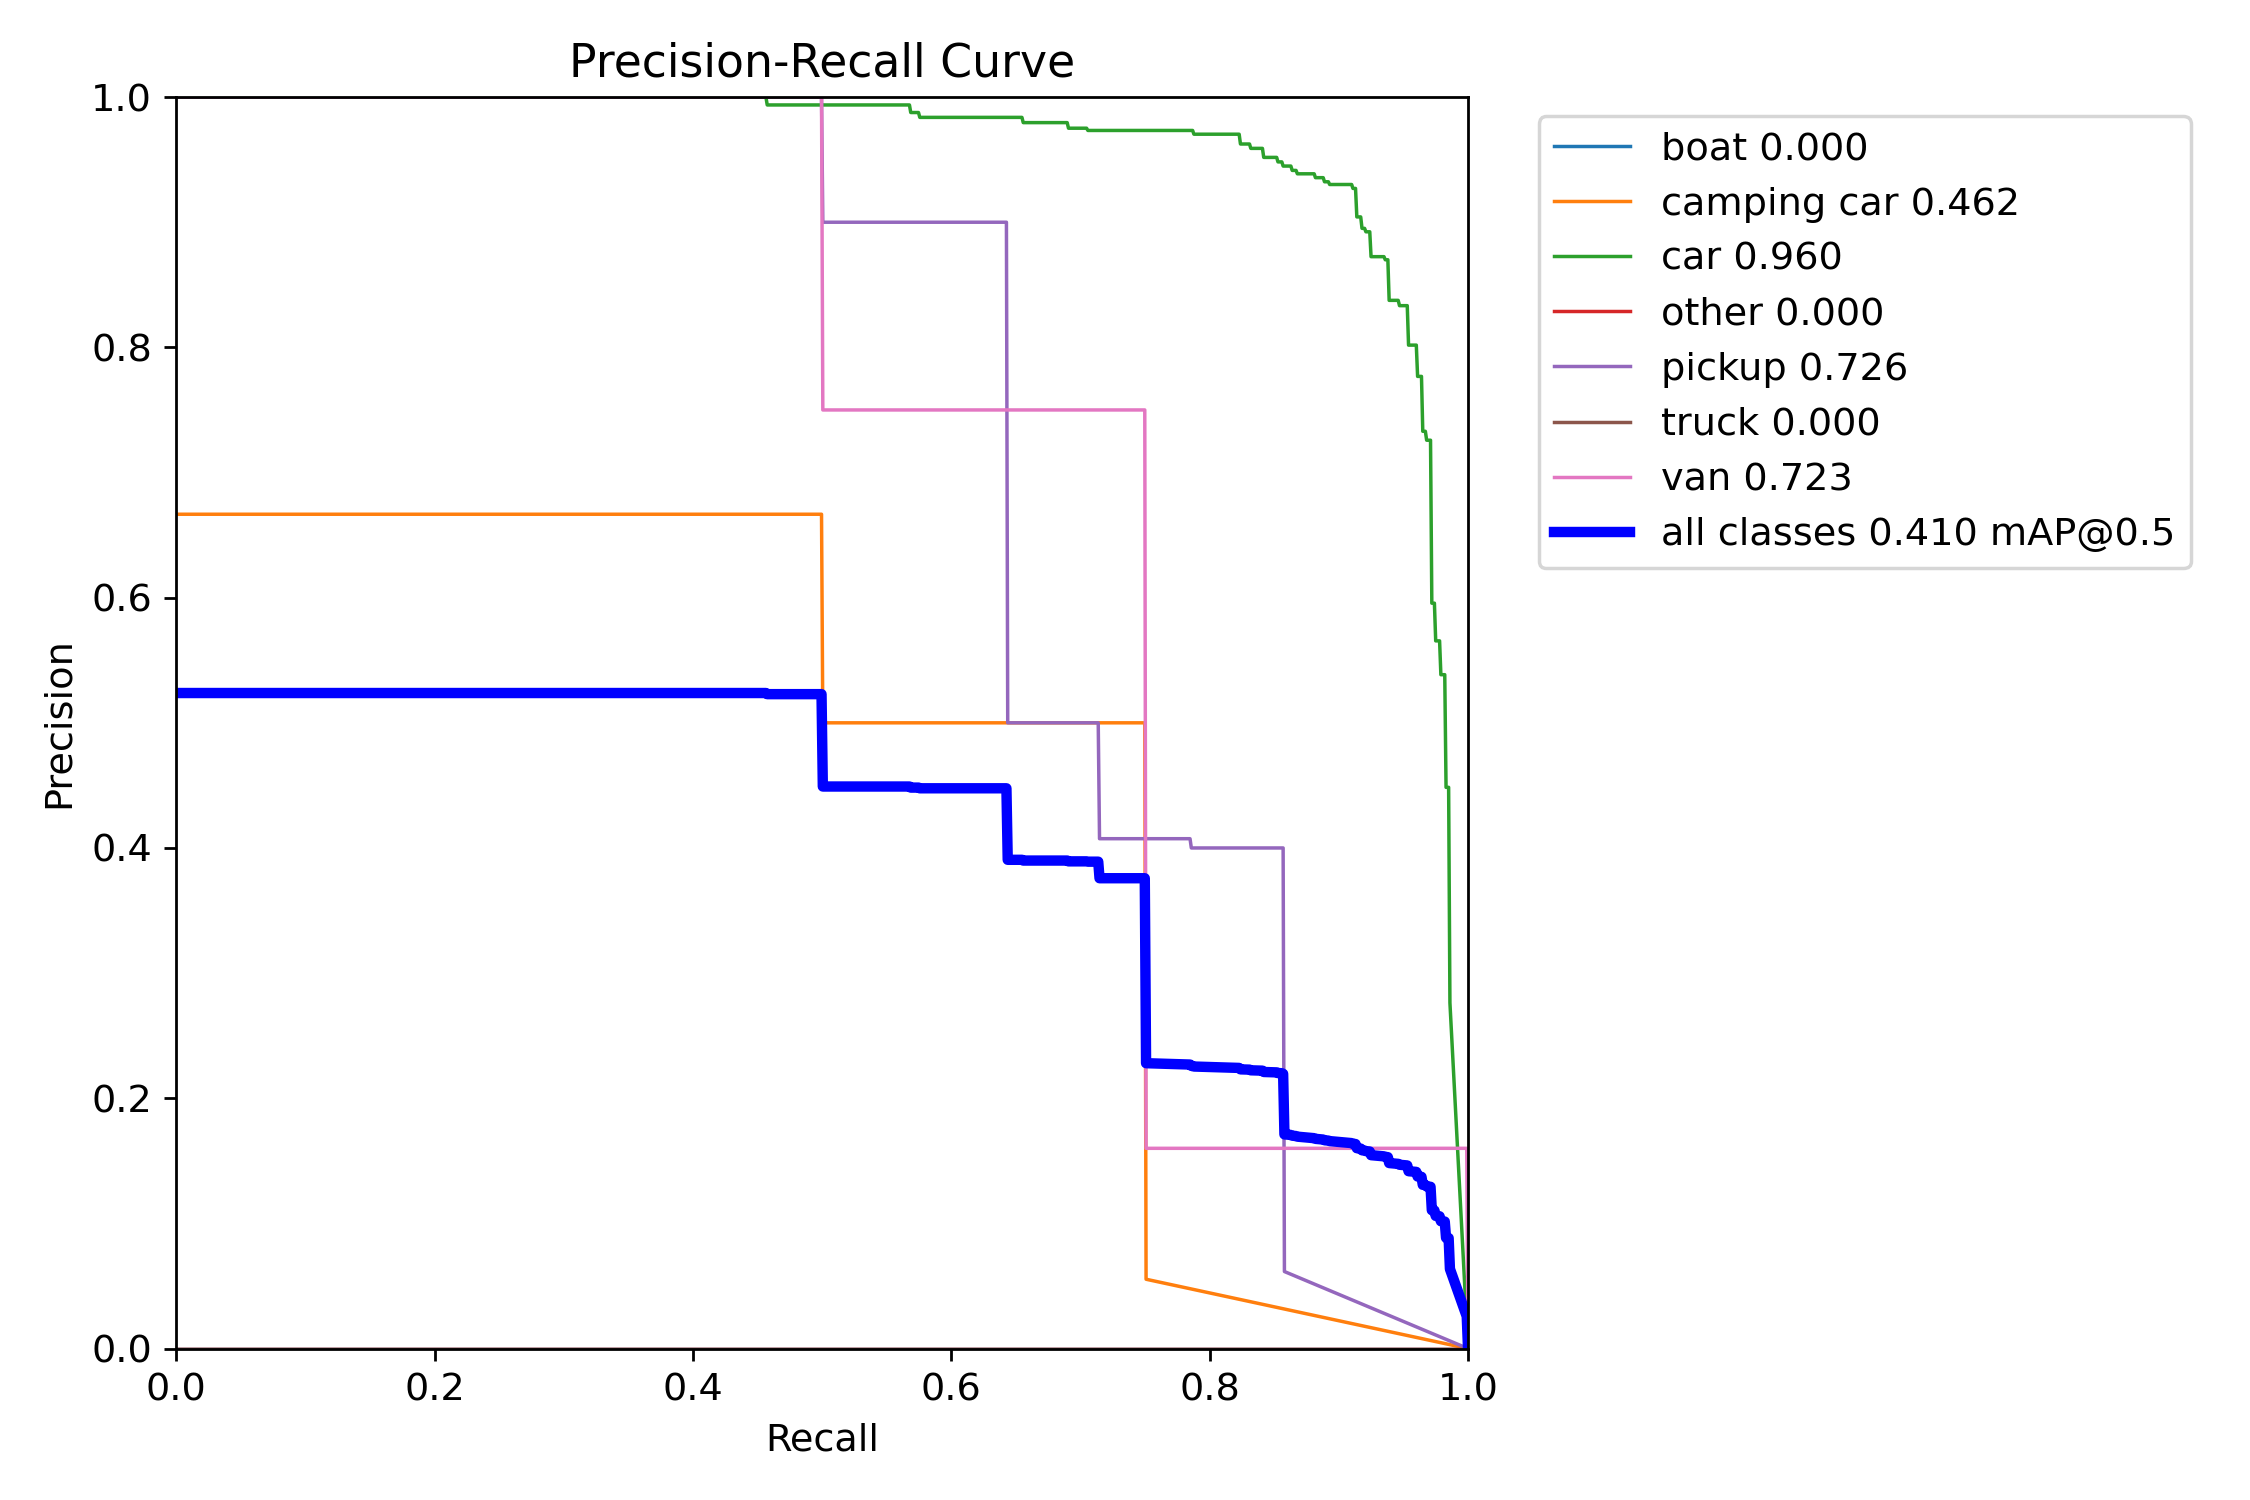 Precision-Recall Curve
1.0
0.8
0.6
0.4
0.2
0.0
Precision
0.0 0.2 0.4 0.6 0.8 1.0
Recall
boat 0.000
camping car 0.462
car 0.960
other 0.000
pickup 0.726
truck 0.000
van 0.723
all classes 0.410 mAP@0.5